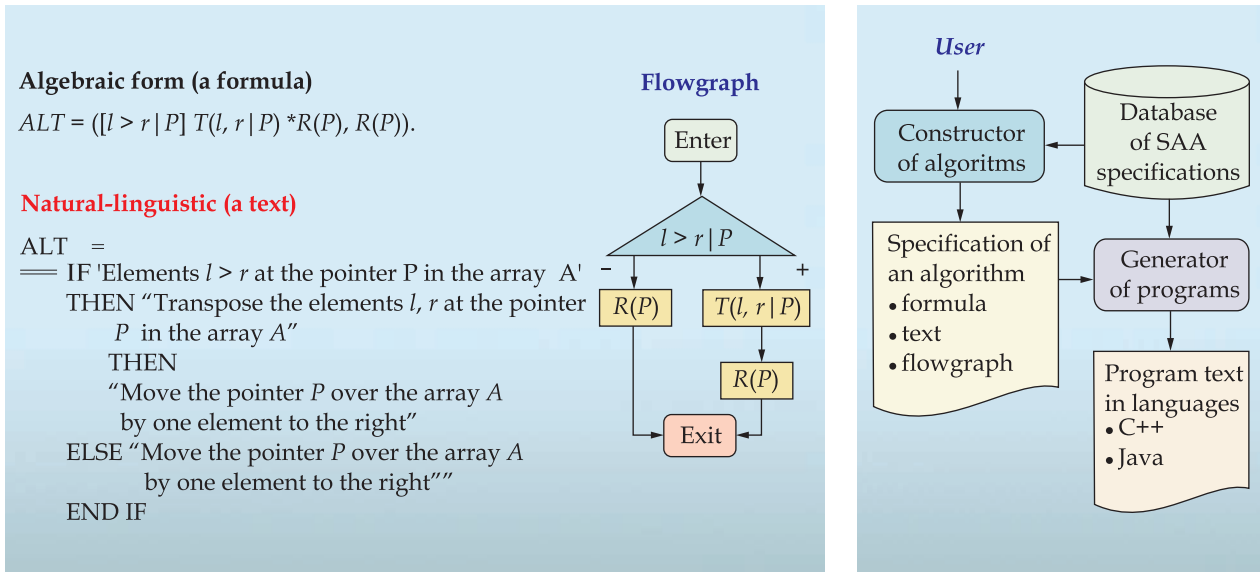 Algebraic form (a formula)
ALT = ([l > r | P] T(l, r | P) *R(P), R(P)).
Natural-linguistic (a text)
ALT =
IF 'Elements l > r at the pointer P in the array A'
THEN “Transpose the elements l, r at the pointer
P in the array A”
THEN
“Move the pointer P over the array A
by one element to the right”
ELSE “Move the pointer P over the array A
by one element to the right””
END IF
Flowgraph
Enter
l > r | P
– +
R(P)
T(l, r | P)
R(P)
Exit
User
Constructor
of algoritms
Database
of SAA
specifications
Specification of
an algorithm
• formula
• text
• flowgraph
Generator
of programs
Program text
in languages
• C++
• Java